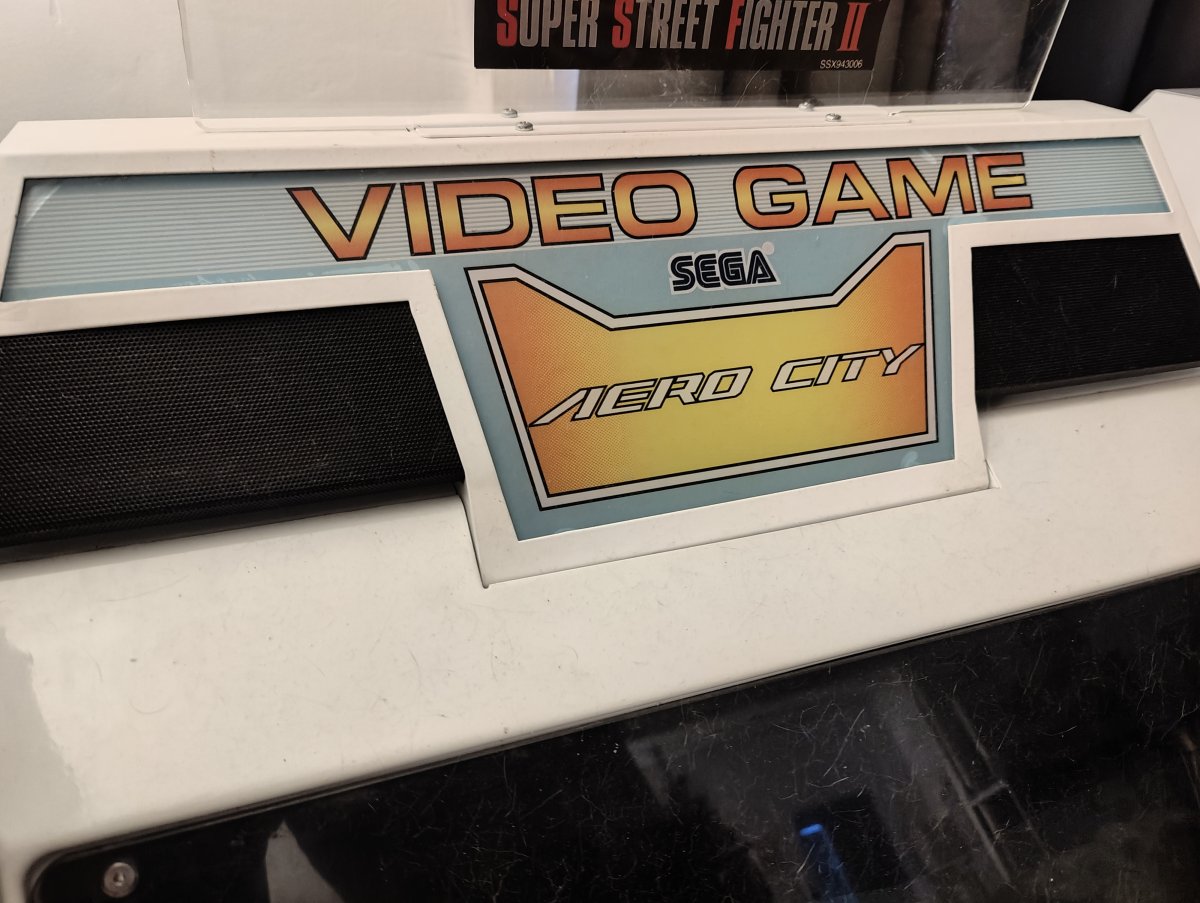 SUPER STREET FIGHTER II
SSX943006
VIDEO GAME
SEGA
AERO CITY